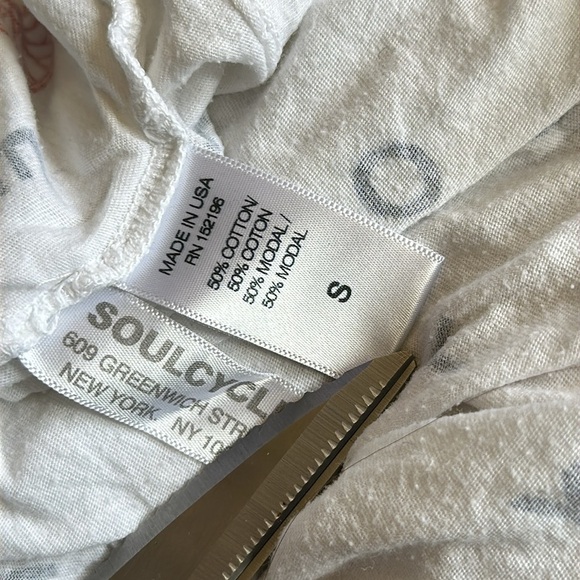 MADE IN USA
RN 152196
50% COTTON/
50% COTON
50% MODAL /
50% MODAL
S
SOULCYCL
609 GREENWICH STR
NEW YORK NY 10